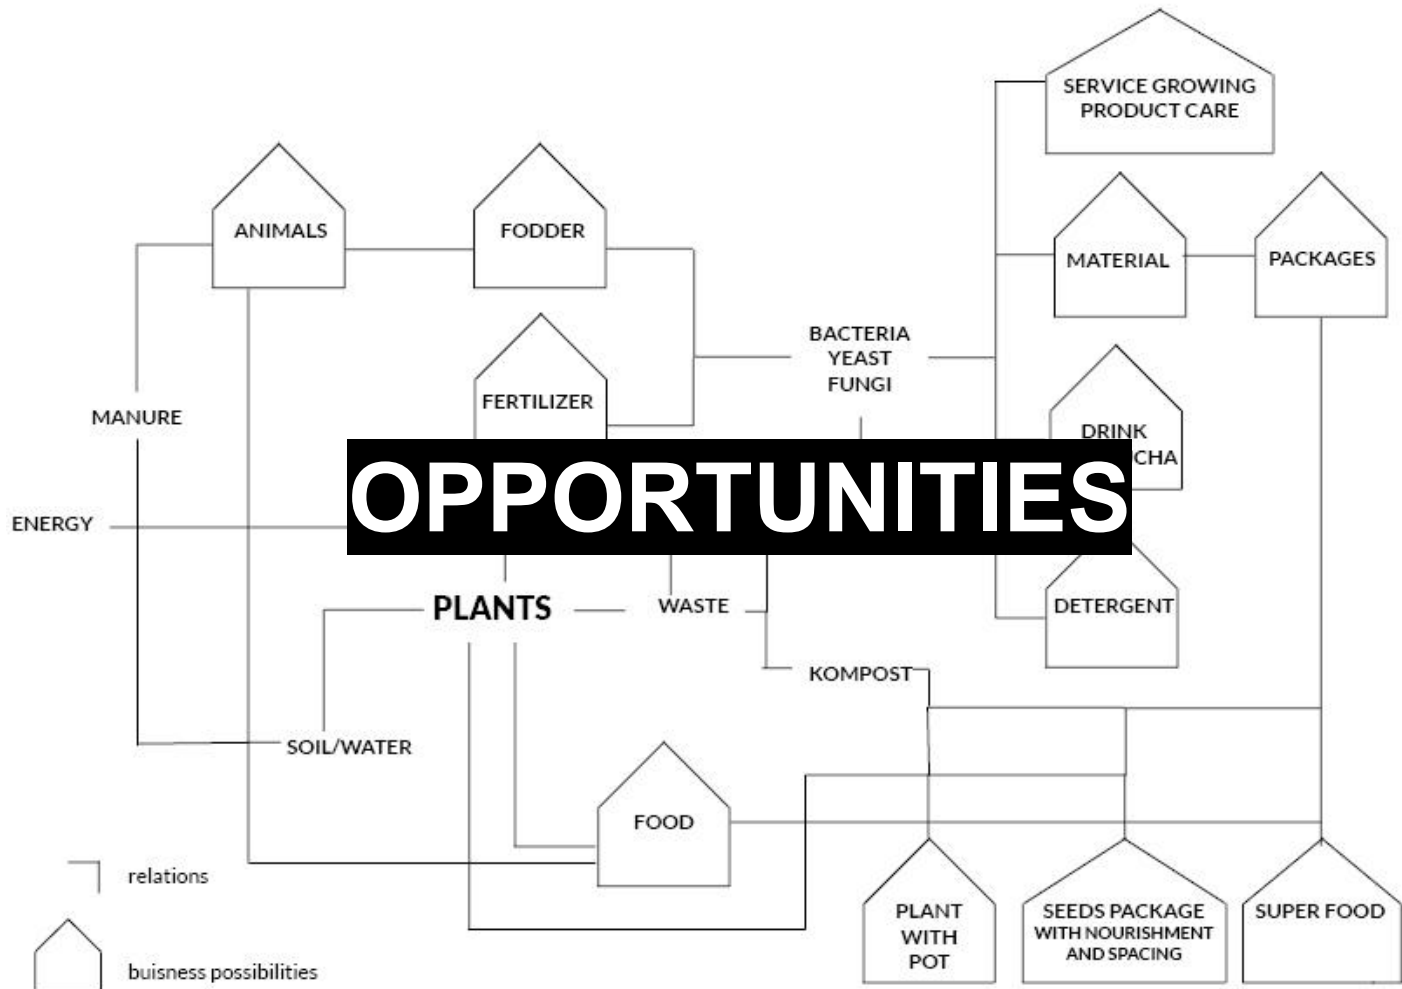 SERVICE GROWING
PRODUCT CARE
ANIMALS
FODDER
MATERIAL
PACKAGES
BACTERIA
YEAST
FUNGI
FERTILIZER
MANURE
DRINK
UCHA
OPPORTUNITIES
ENERGY
PLANTS
WASTE
DETERGENT
KOMPOST
SOIL/WATER
FOOD
relations
PLANT
WITH
POT
SEEDS PACKAGE
WITH NOURISHMENT
AND SPACING
SUPER FOOD
buisness possibilities